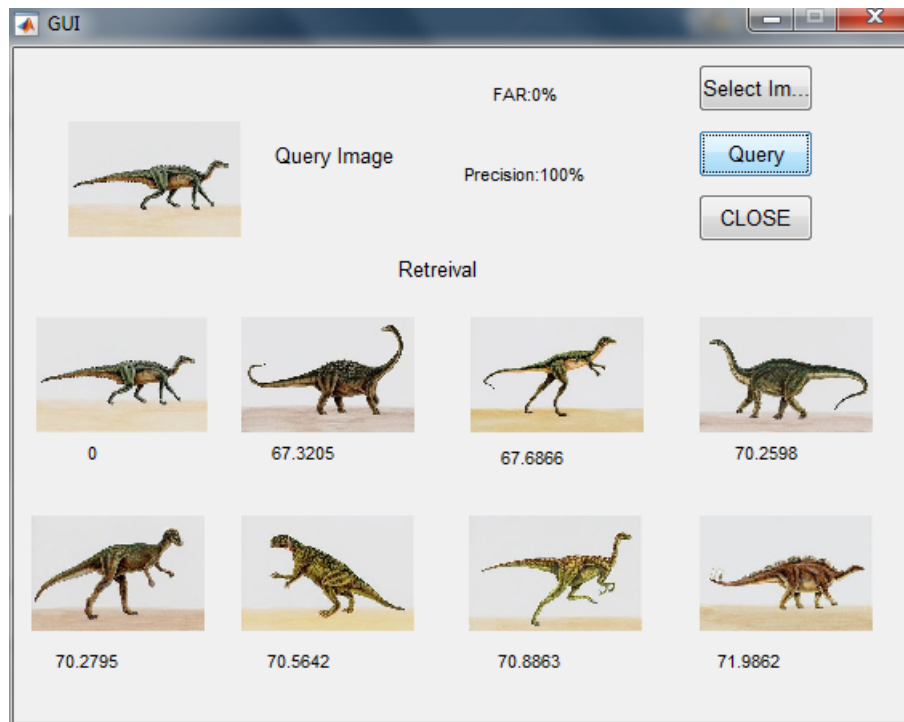 GUI
FAR:0%
Select Im...
Query Image
Query
Precision:100%
CLOSE
Retreival
0
67.3205
67.6866
70.2598
70.2795
70.5642
70.8863
71.9862